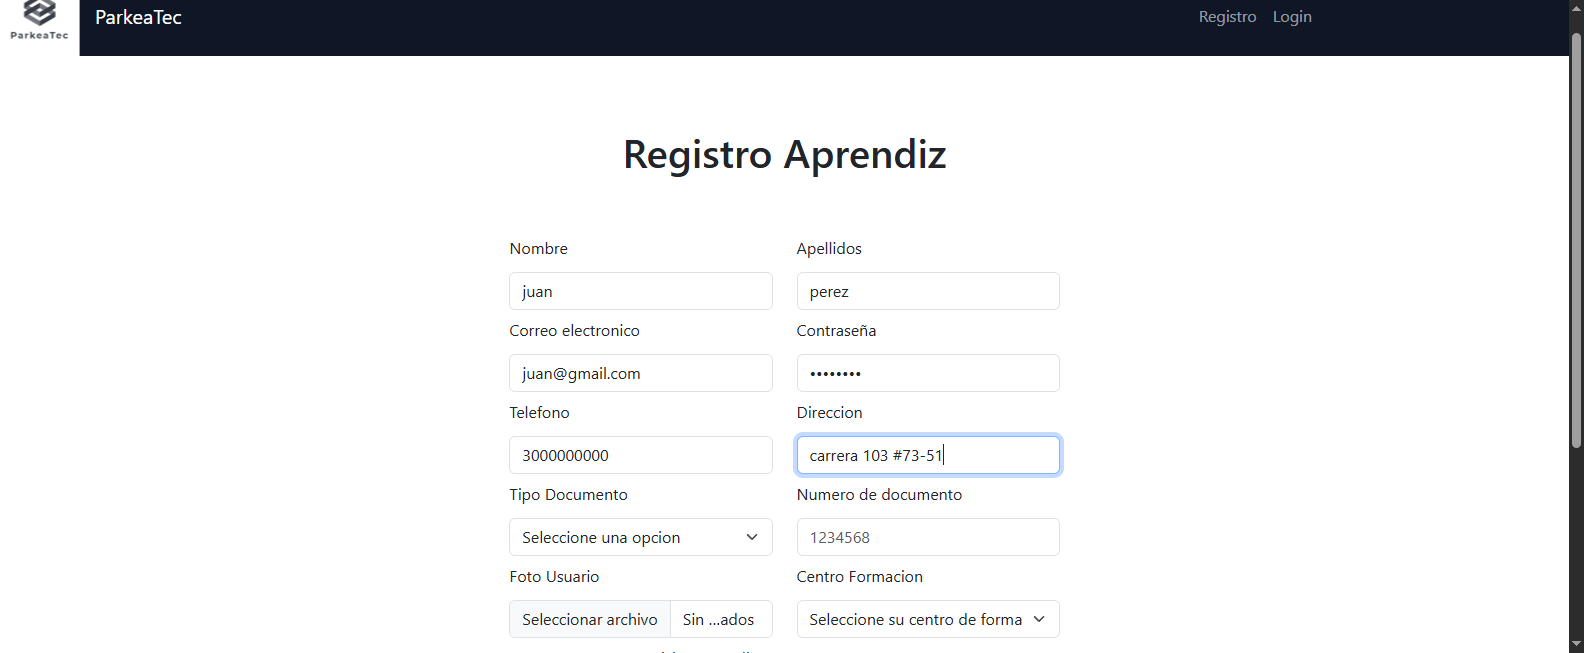 ParkeaTec
ParkeaTec
Registro Login
Registro Aprendiz
Nombre
Apellidos
juan
perez
Correo electronico
Contraseña
juan@gmail.com
••••••••
Telefono
Direccion
3000000000
carrera 103 #73-51
Tipo Documento
Numero de documento
Seleccione una opcion
1234568
Foto Usuario
Centro Formacion
Seleccionar archivo
Sin ...ados
Seleccione su centro de forma